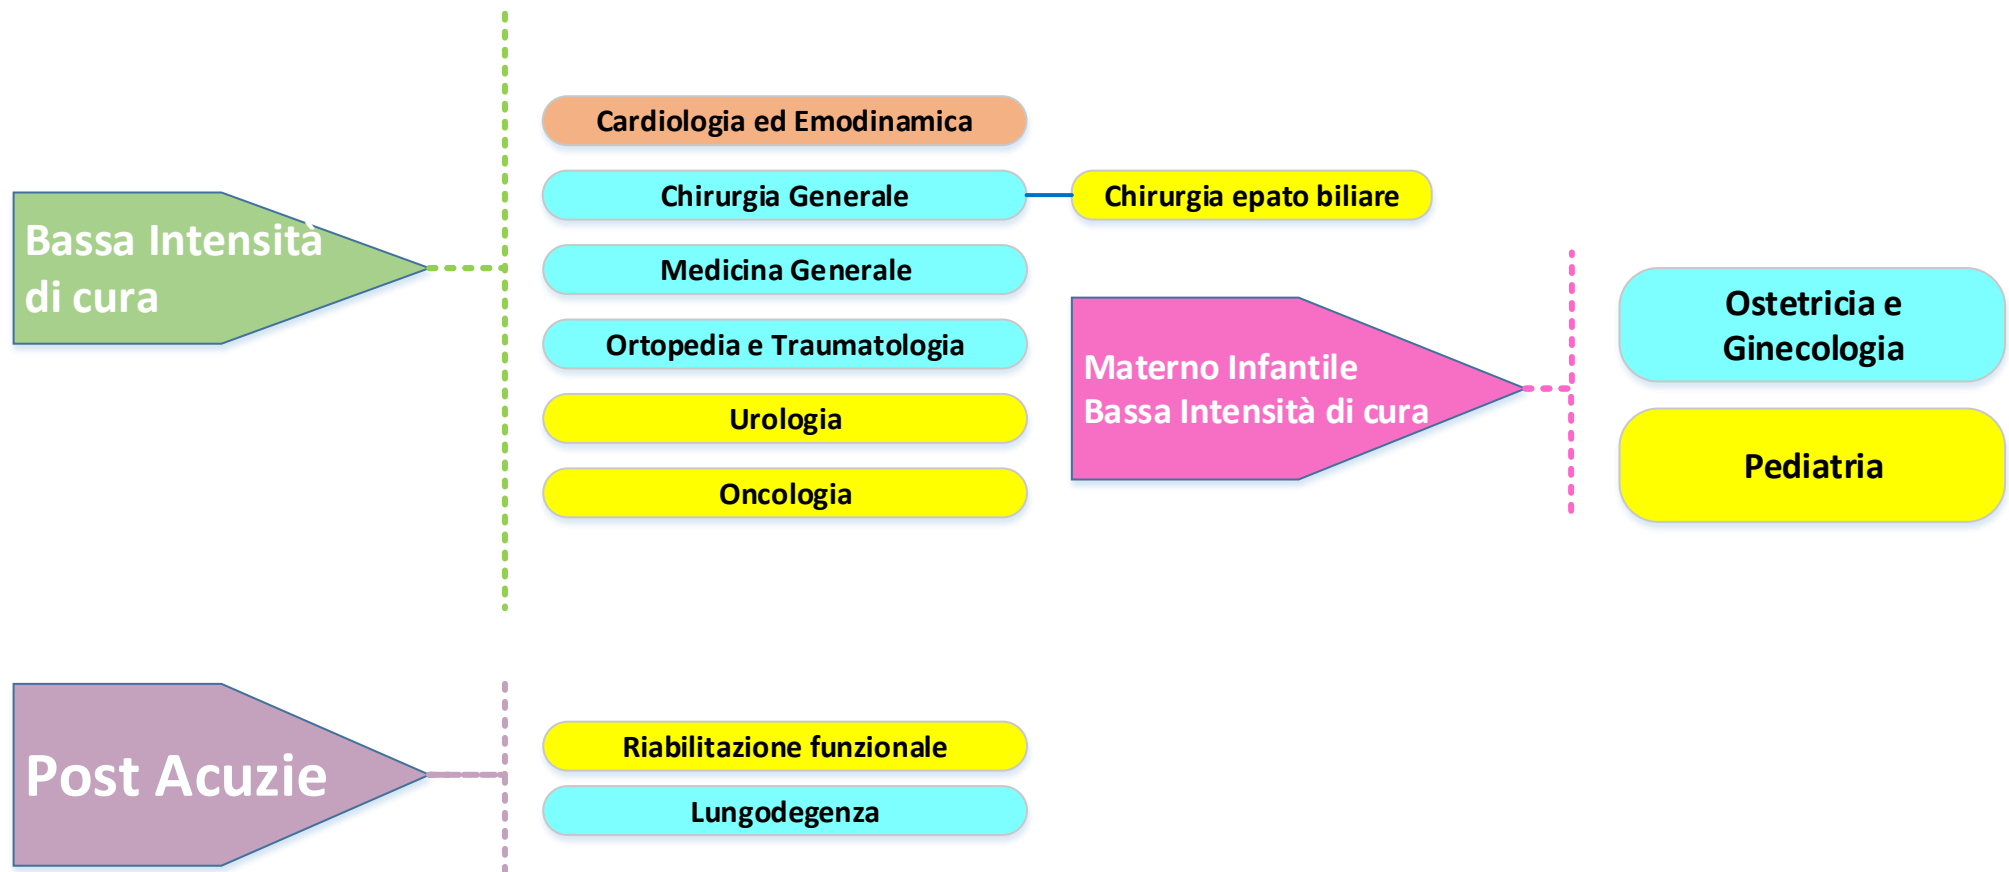 Bassa Intensità
di cura
Cardiologia ed Emodinamica
Chirurgia Generale
Chirurgia epato biliare
Medicina Generale
Ortopedia e Traumatologia
Urologia
Oncologia
Materno Infantile
Bassa Intensità di cura
Ostetricia e
Ginecologia
Pediatria
Post Acuzie
Riabilitazione funzionale
Lungodegenza